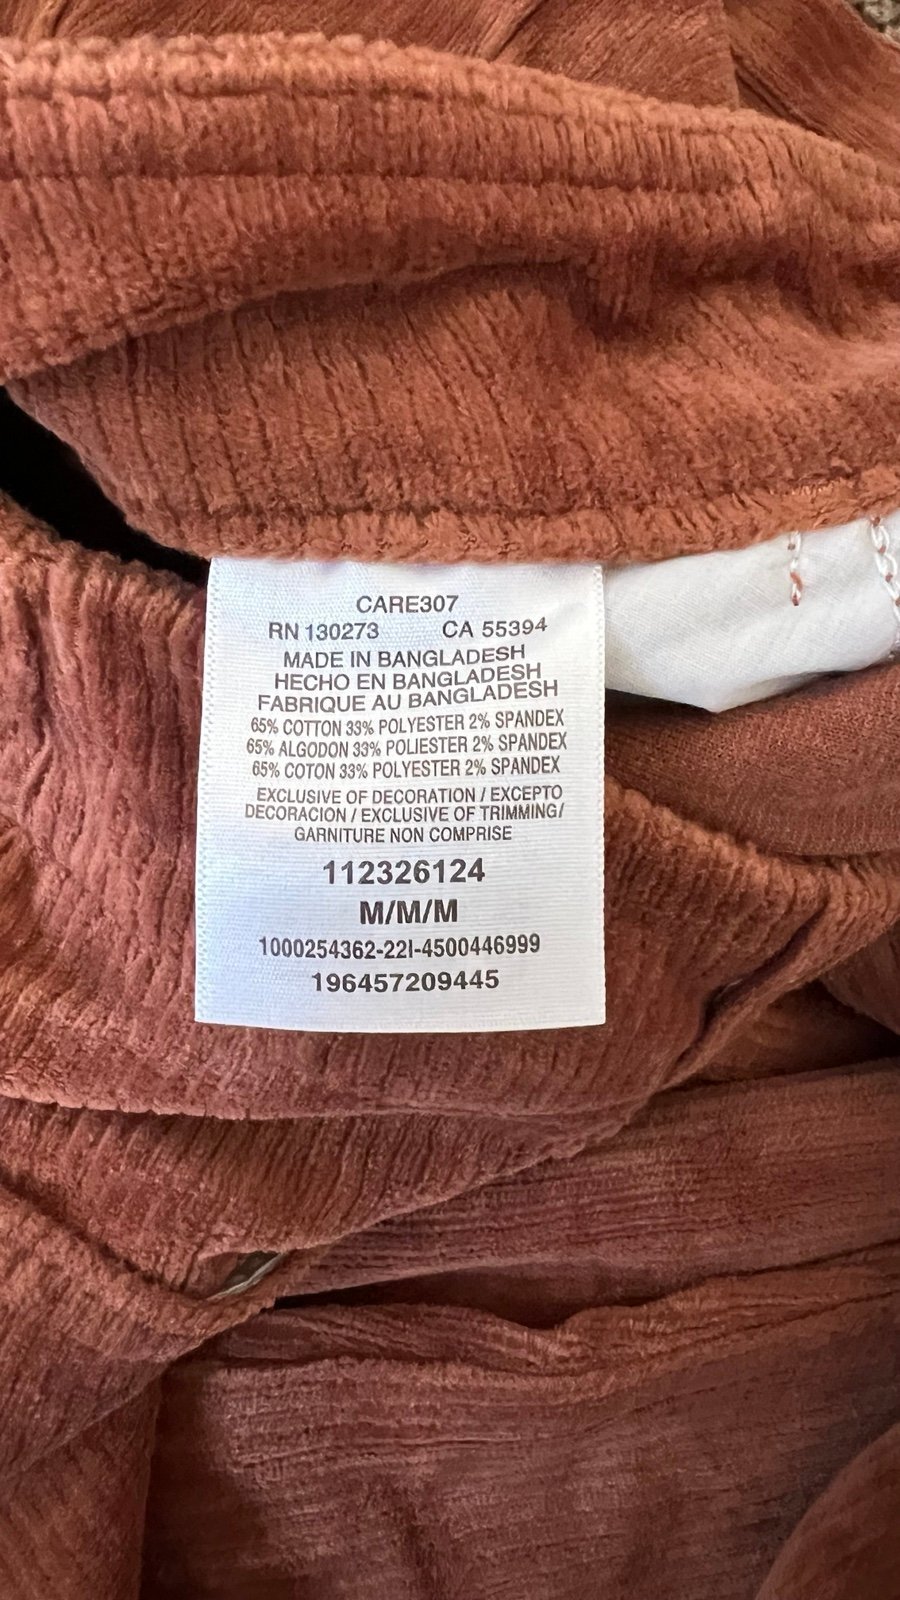 CARE307
RN 130273 CA 55394
MADE IN BANGLADESH
HECHO EN BANGLADESH
FABRIQUE AU BANGLADESH
65% COTTON 33% POLYESTER 2% SPANDEX
65% ALGODON 33% POLIESTER 2% SPANDEX
65% COTON 33% POLYESTER 2% SPANDEX
EXCLUSIVE OF DECORATION / EXCEPTO
DECORACION / EXCLUSIVE OF TRIMMING/
GARNITURE NON COMPRISE
112326124
M/M/M
1000254362-22I-4500446999
196457209445